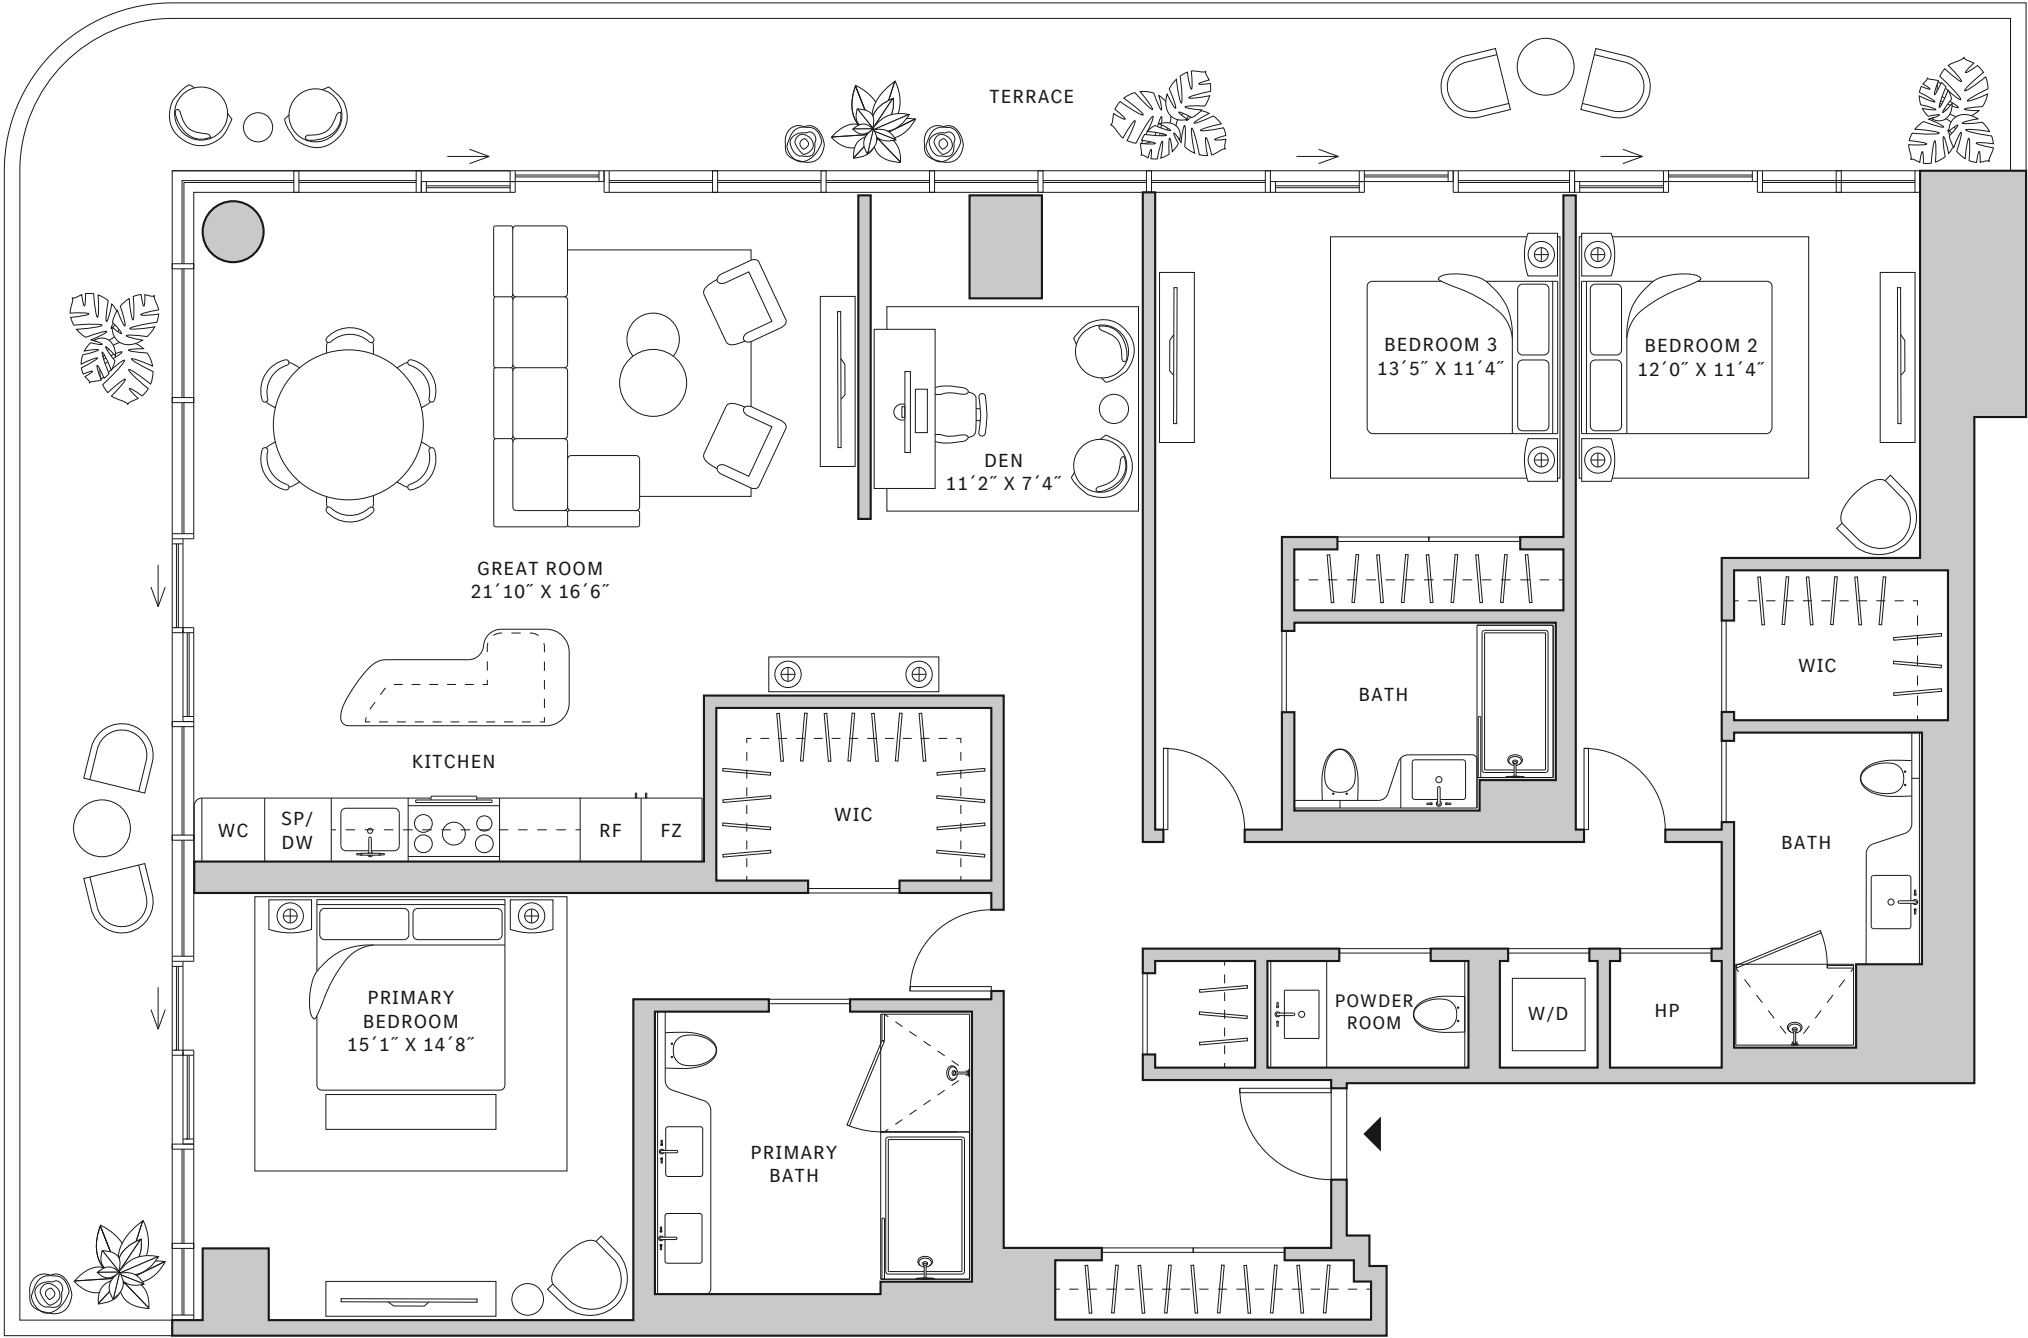 TERRACE
BEDROOM 3
13´5˝ X 11´4˝
BEDROOM 2
12´0˝ X 11´4˝
DEN
11´2˝ X 7´4˝
GREAT ROOM
21´10˝ X 16´6˝
WIC
BATH
KITCHEN
WC
SP/
DW
RF
FZ
WIC
BATH
PRIMARY
BEDROOM
15´1˝ X 14´8˝
POWDER
ROOM
W/D
HP
PRIMARY
BATH